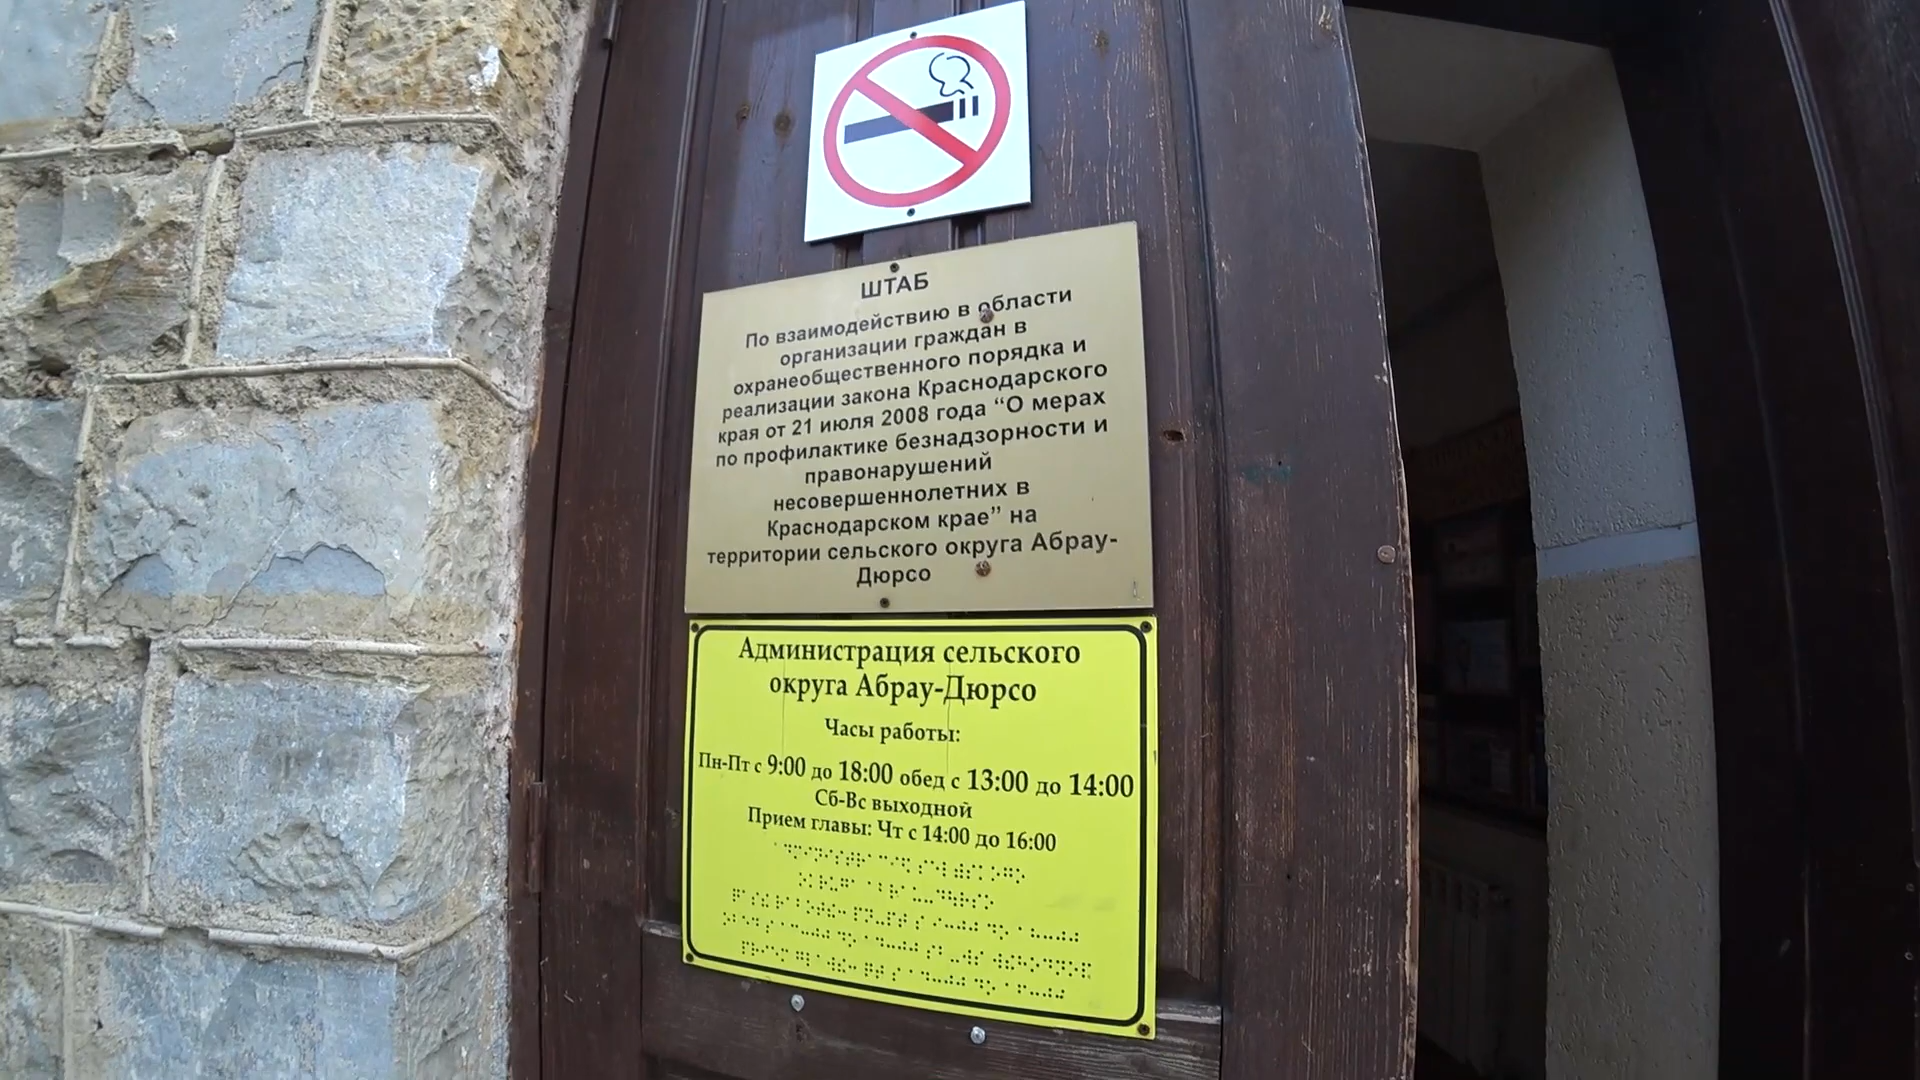 ШТАБ
По взаимодействию в области
организации граждан в
охранеобщественного порядка и
реализации закона Краснодарского
края от 21 июля 2008 года “О мерах
по профилактике безнадзорности и
правонарушений
несовершеннолетних в
Краснодарском крае” на
территории сельского округа Абрау-
Дюрсо
Администрация сельского
округа Абрау-Дюрсо
Часы работы:
Пн-Пт с 9:00 до 18:00 обед с 13:00 до 14:00
Сб-Вс выходной
Прием главы: Чт с 14:00 до 16:00